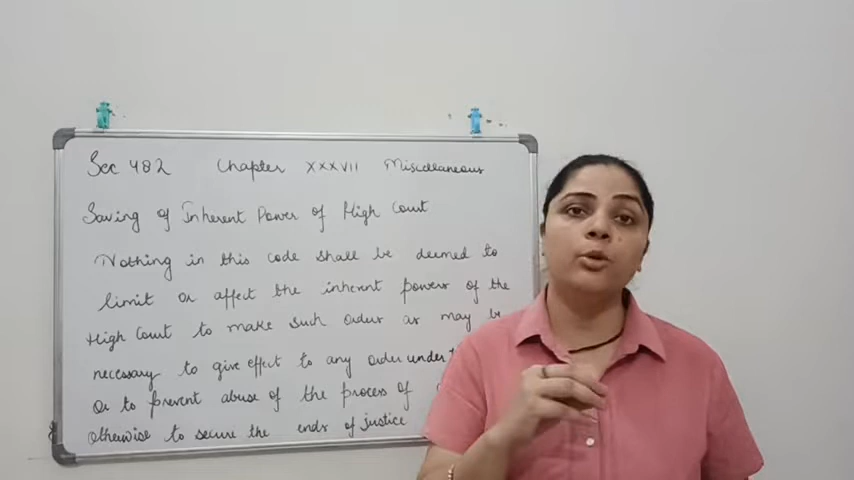 Sec 482 Chapter XXXVII Miscellaneous
Saving of Inherent Power of High Court
Nothing in this code shall be deemed to
limit or affect the inherent powers of the
High Court to make such orders as may be
necessary to give effect to any order under
or to prevent abuse of the process of
otherwise to secure the ends of justice